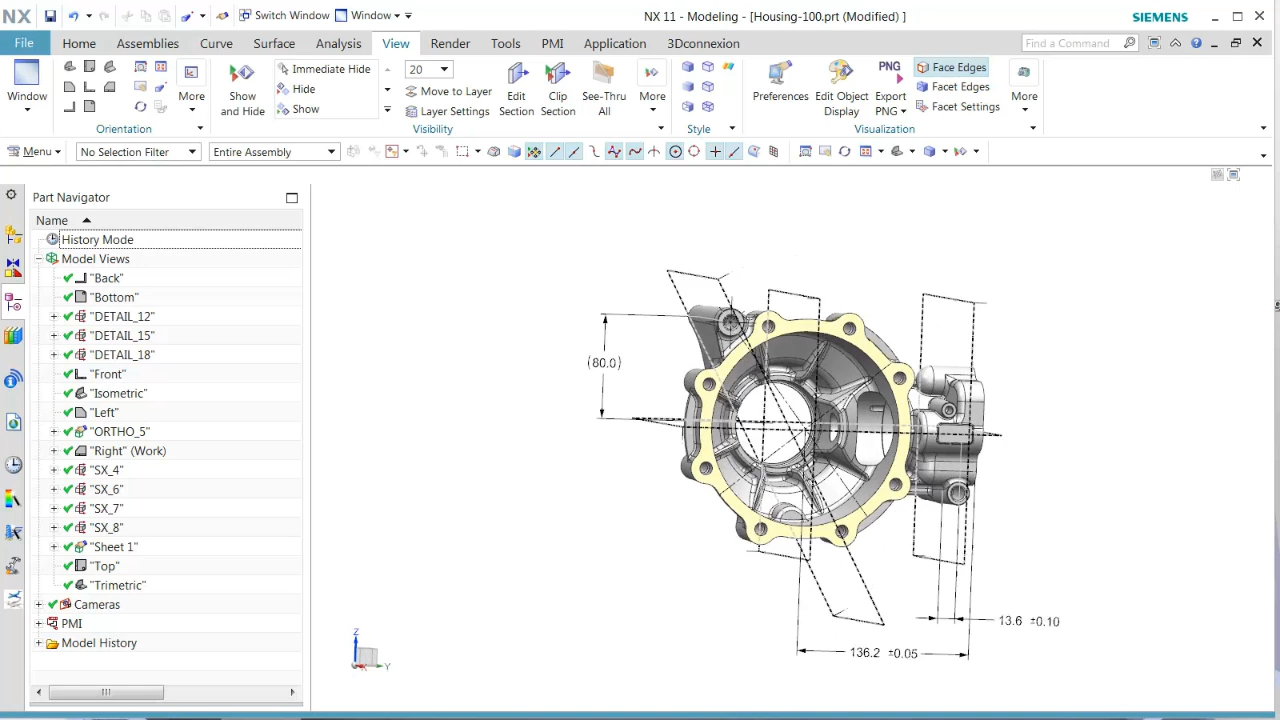 NX
Switch Window
Window
NX 11 - Modeling - [Housing-100.prt (Modified) ]
SIEMENS
File
Home
Assemblies
Curve
Surface
Analysis
View
Render
Tools
PMI
Application
3Dconnexion
Find a Command
Window
More
Orientation
Show
and Hide
Immediate Hide
Hide
Show
20
Move to Layer
Layer Settings
Edit
Section
Clip
Section
See-Thru
All
More
Visibility
Style
Preferences
Edit Object
Display
PNG
Export
PNG
Face Edges
Facet Edges
Facet Settings
More
Visualization
Menu
No Selection Filter
Entire Assembly
Part Navigator
Name
History Mode
Model Views
"Back"
"Bottom"
"DETAIL_12"
"DETAIL_15"
"DETAIL_18"
"Front"
"Isometric"
"Left"
"ORTHO_5"
"Right" (Work)
"SX_4"
"SX_6"
"SX_7"
"SX_8"
"Sheet 1"
"Top"
"Trimetric"
Cameras
PMI
Model History
(80.0)
13.6 ±0.10
136.2 ±0.05
Z
X
Y